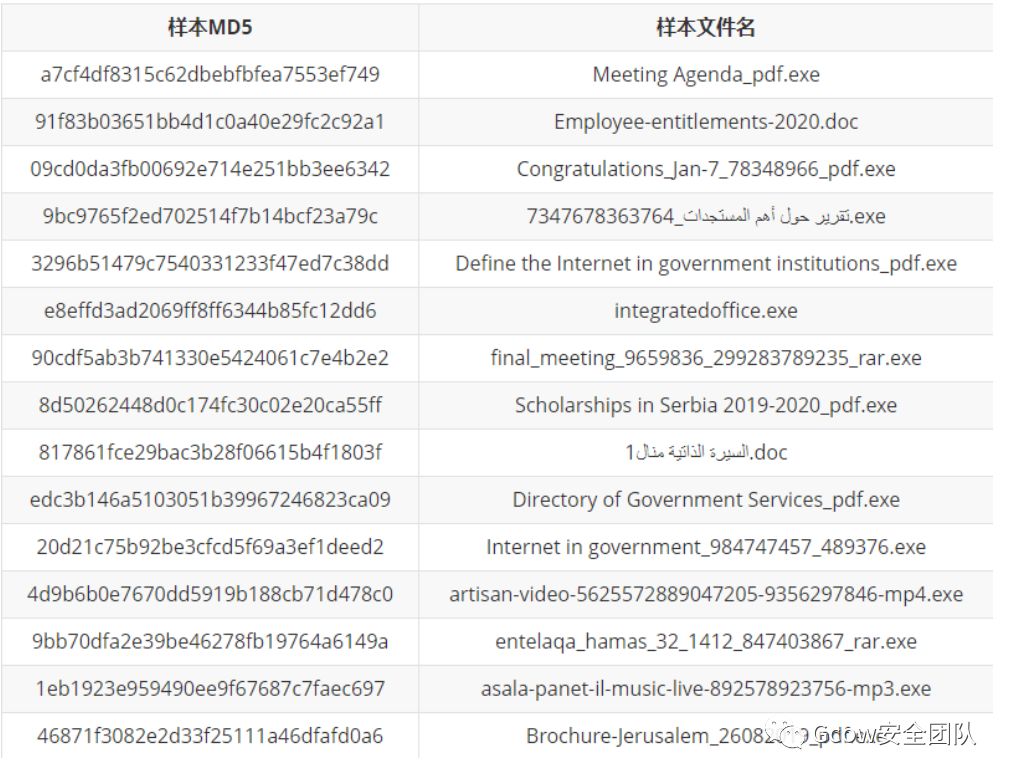 样本MD5 样本文件名
a7cf4df8315c62dbebfbfea7553ef749 Meeting Agenda_pdf.exe
91f83b03651bb4d1c0a40e29fc2c92a1 Employee-entitlements-2020.doc
09cd0da3fb00692e714e251bb3ee6342 Congratulations_Jan-7_78348966_pdf.exe
9bc9765f2ed702514f7b14bcf23a79c تقرير حول أهم المستجدات_7347678363764.exe
3296b51479c7540331233f47ed7c38dd Define the Internet in government institutions_pdf.exe
e8effd3ad2069ff8ff6344b85fc12dd6 integratedoffice.exe
90cdf5ab3b741330e5424061c7e4b2e2 final_meeting_9659836_299283789235_rar.exe
8d50262448d0c174fc30c02e20ca55ff Scholarships in Serbia 2019-2020_pdf.exe
817861fce29bac3b28f06615b4f1803f السيرة الذاتية منال1.doc
edc3b146a5103051b39967246823ca09 Directory of Government Services_pdf.exe
20d21c75b92be3cfcd5f69a3ef1deed2 Internet in government_984747457_489376.exe
4d9b6b0e7670dd5919b188cb71d478c0 artisan-video-5625572889047205-9356297846-mp4.exe
9bb70dfa2e39be46278fb19764a6149a entelaqa_hamas_32_1412_847403867_rar.exe
1eb1923e959490ee9f67687c7faec697 asala-panet-il-music-live-892578923756-mp3.exe
46871f3082e2d33f25111a46dfafd0a6 Brochure-Jerusalem_
Gcow安全团队